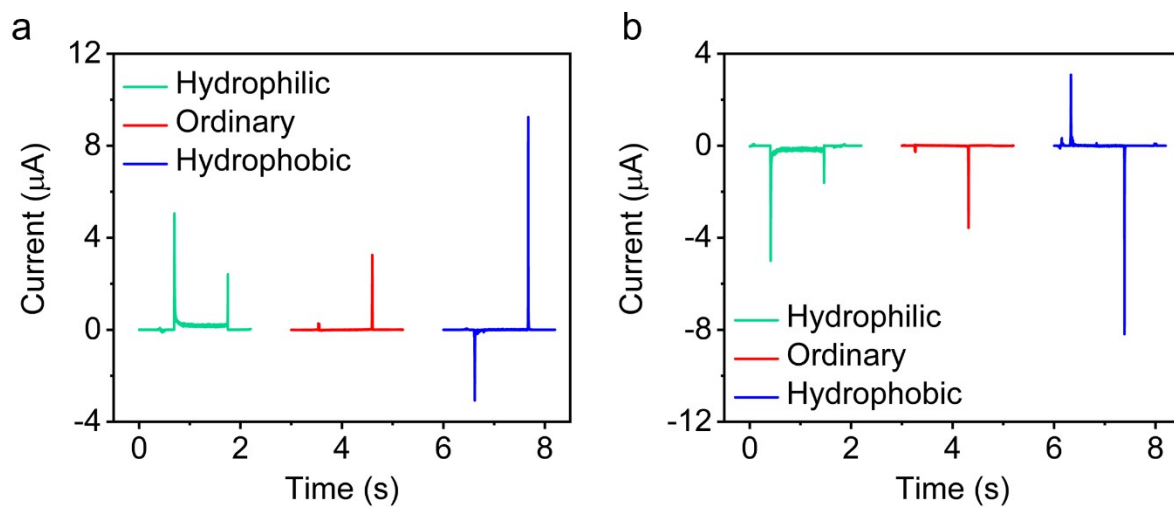 a
Current (μA)
12
8
4
0
-4
Hydrophilic
Ordinary
Hydrophobic
0
2
4
6
8
Time (s)
b
Current (μA)
4
0
-4
-8
-12
Hydrophilic
Ordinary
Hydrophobic
0
2
4
6
8
Time (s)